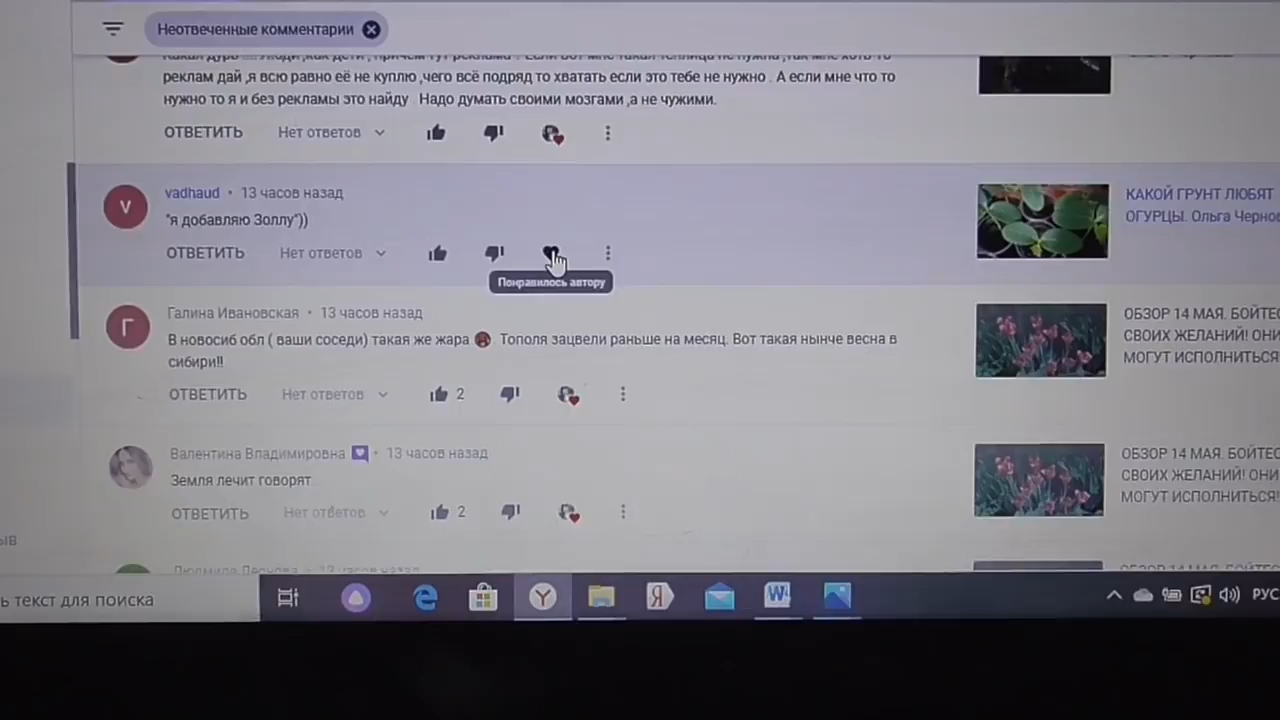 Неотвеченные комментарии
реклам дай ,я всю равно её не куплю ,чего всё подряд то хватать если это тебе не нужно . А если мне что то
нужно то я и без рекламы это найду Надо думать своими мозгами ,а не чужими.
ОТВЕТИТЬ Нет ответов
V
vadhaud • 13 часов назад
"я добавляю Золлу"))
ОТВЕТИТЬ Нет ответов
Понравилось автору
КАКОЙ ГРУНТ ЛЮБЯТ
ОГУРЦЫ. Ольга Чернов
Г
Галина Ивановская • 13 часов назад
В новосиб обл ( ваши соседи) такая же жара Тополя зацвели раньше на месяц. Вот такая нынче весна в
сибири!!
ОТВЕТИТЬ Нет ответов 2
ОБЗОР 14 МАЯ. БОЙТЕС
СВОИХ ЖЕЛАНИЙ! ОНИ
МОГУТ ИСПОЛНИТЬСЯ
Валентина Владимировна • 13 часов назад
Земля лечит говорят
ОТВЕТИТЬ Нет ответов 2
ОБЗОР 14 МАЯ. БОЙТЕС
СВОИХ ЖЕЛАНИЙ! ОНИ
МОГУТ ИСПОЛНИТЬСЯ
ыв
ь текст для поиска
РУС